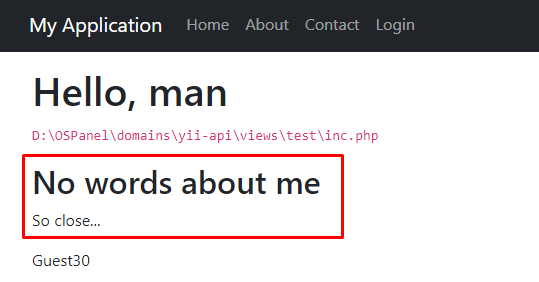 My Application Home About Contact Login
Hello, man
D:\OSPanel\domains\yii-api\views\test\inc.php
No words about me
So close...
Guest30